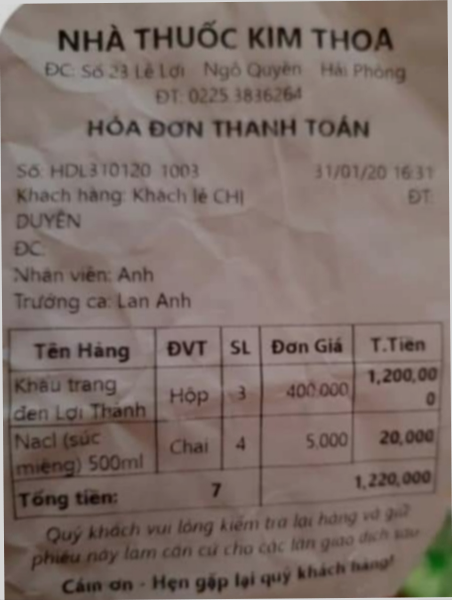 NHÀ THUỐC KIM THOA
ĐC: Số 23 Lê Lợi Ngô Quyền Hải Phòng
ĐT: 0225.3836264
HÓA ĐƠN THANH TOÁN
Số: HDL310120 1003 31/01/20 16:31
Khách hàng: Khách lẻ CHỊ ĐT:
DUYÊN
ĐC:
Nhân viên: Anh
Trưởng ca: Lan Anh
Tên Hàng ĐVT SL Đơn Giá T.Tiền
Khẩu trang Hộp 3 400.000 1,200,00
đen Lợi Thành 0
Nacl (súc Chai 4 5,000 20,000
miệng) 500ml
Tổng tiền: 7 1,220,000
Quý khách vui lòng kiểm tra lại hàng và giữ
phiếu này làm căn cứ cho các lần giao dịch sau
Cám ơn - Hẹn gặp lại quý khách hàng!